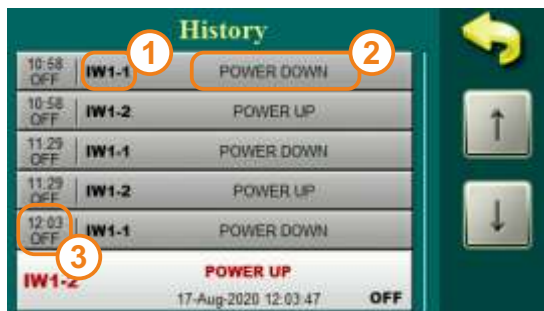 History
1
2
10:58
OFF
IW1-1
POWER DOWN
10:58
OFF
IW1-2
POWER UP
11.29
OFF
IW1-1
POWER DOWN
11.29
OFF
IW1-2
POWER UP
12:03
OFF
IW1-1
POWER DOWN
3
IW1-2
POWER UP
17-Aug-2020 12:03:47
OFF